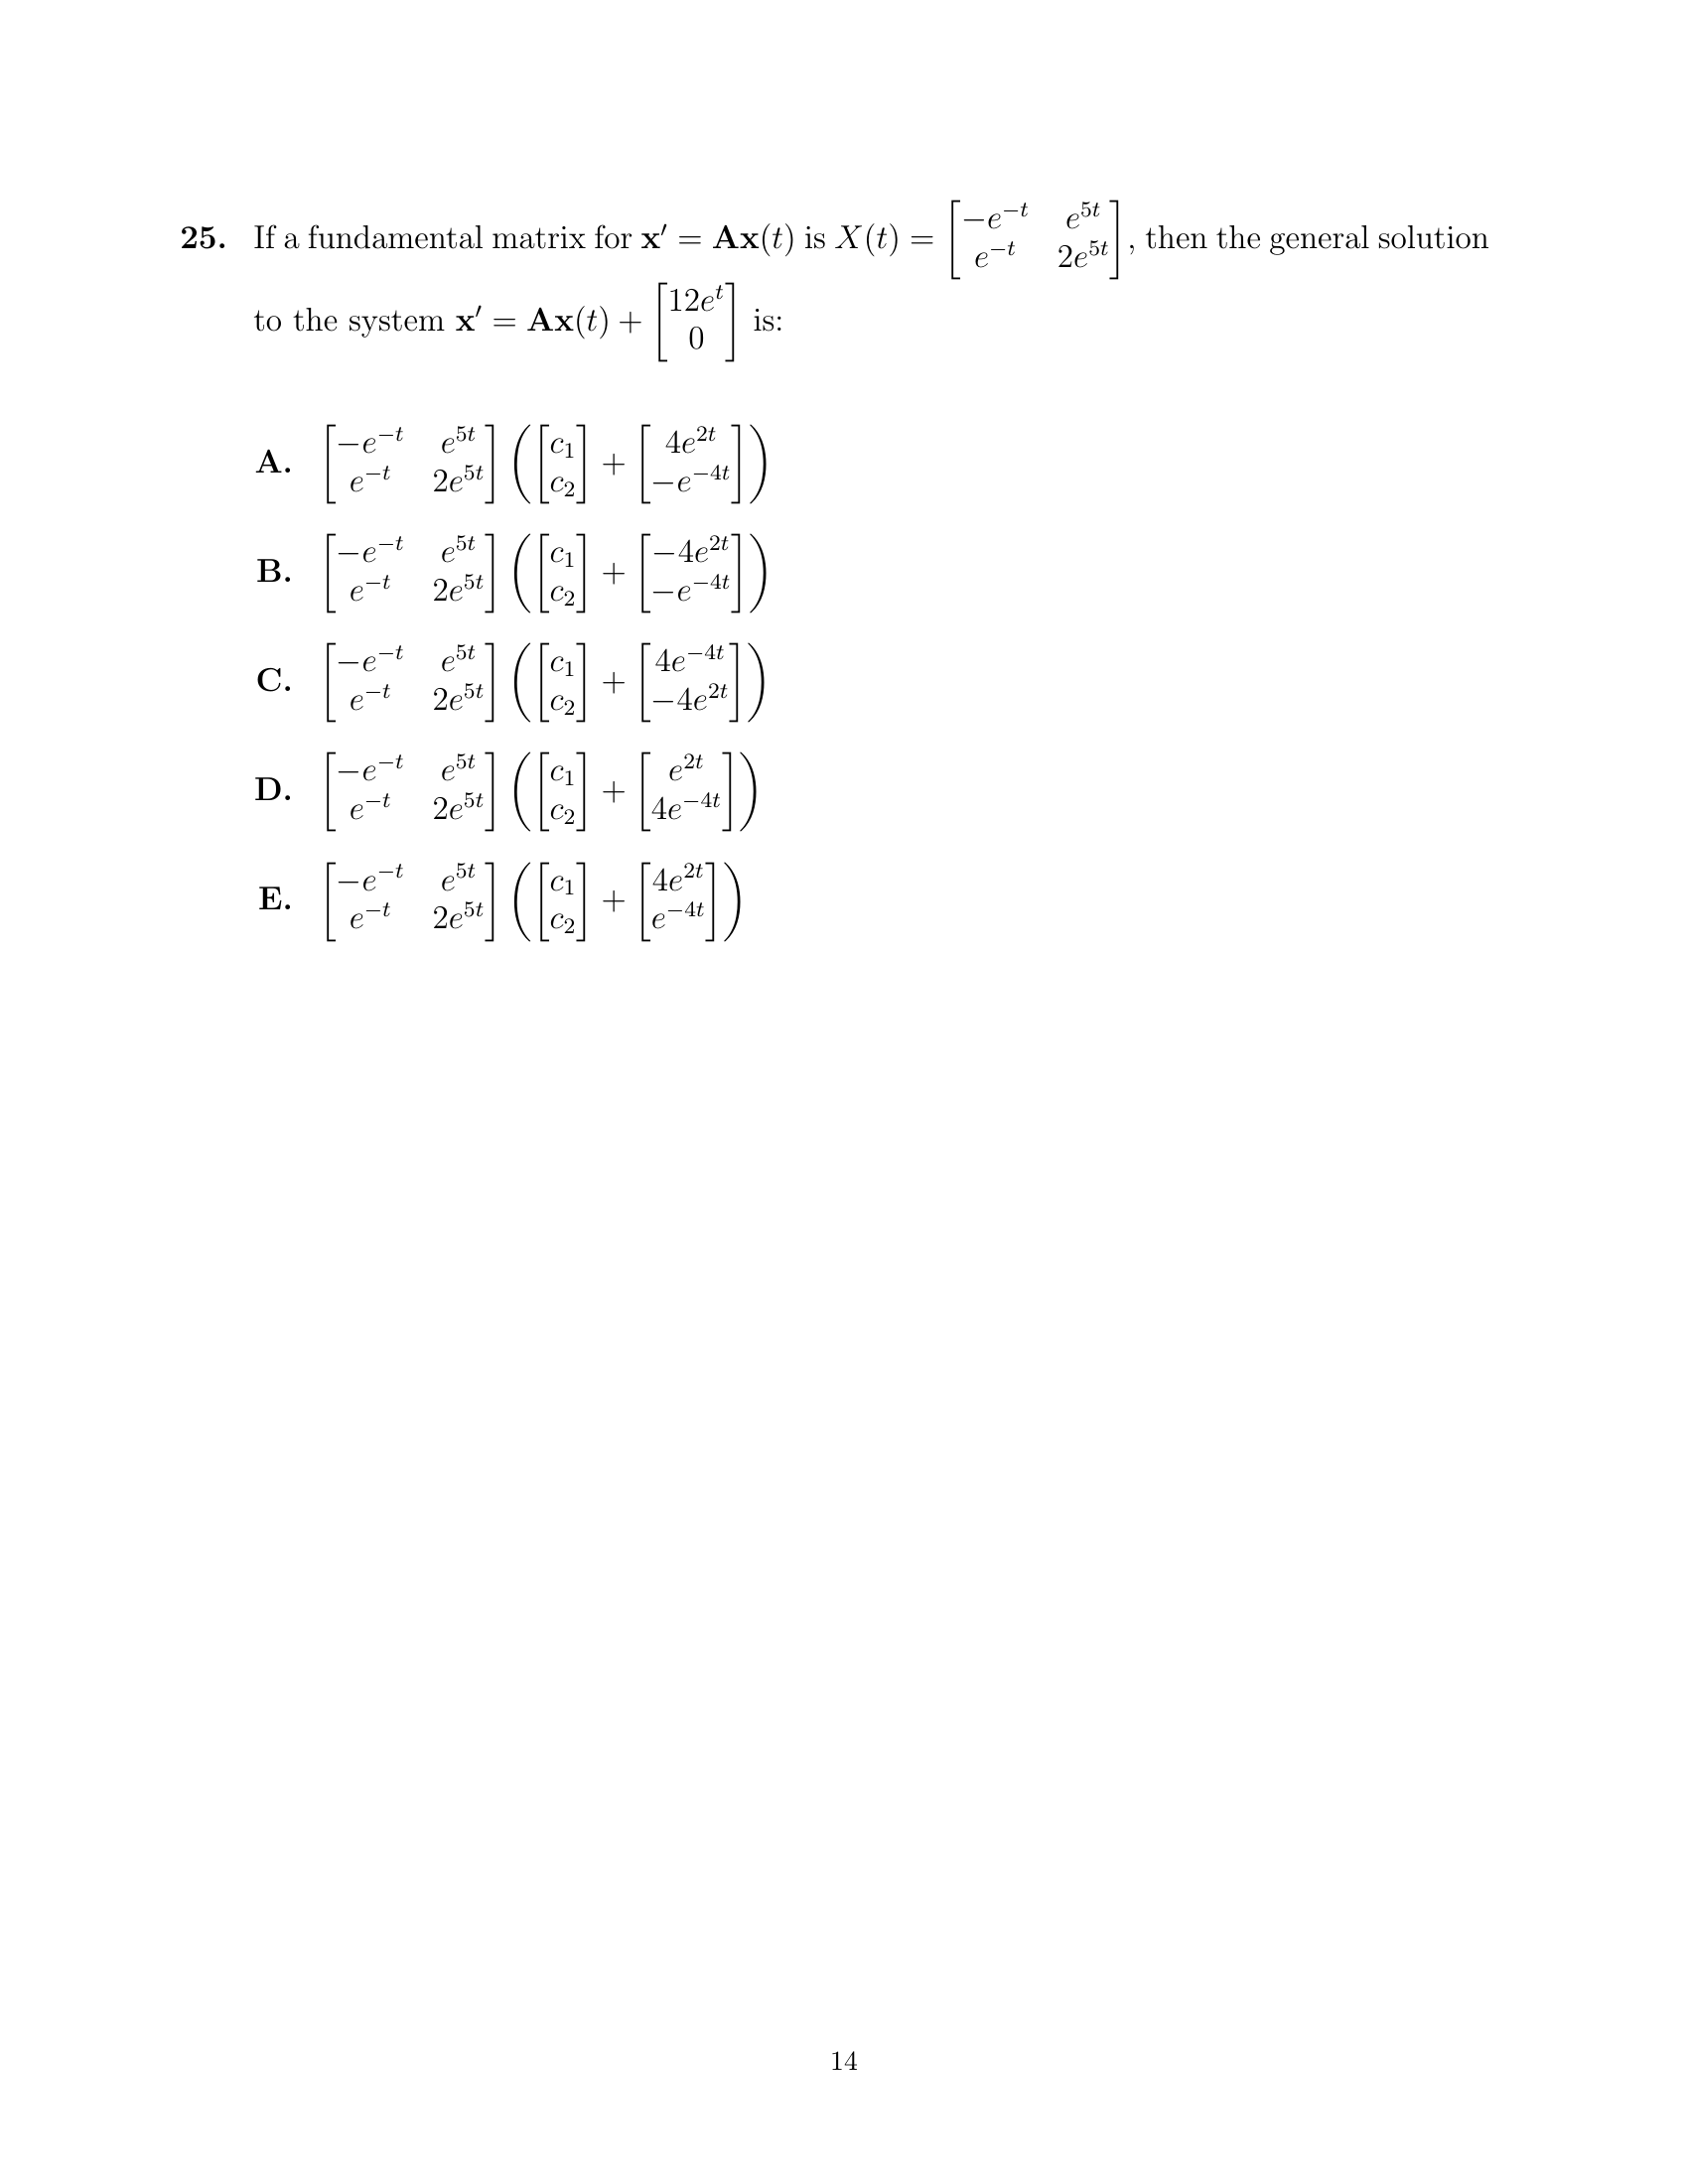 25. If a fundamental matrix for $\mathbf{x}' = \mathbf{A}\mathbf{x}(t)$ is $X(t) = \begin{bmatrix} -e^{-t} & e^{5t} \\ e^{-t} & 2e^{5t} \end{bmatrix}$, then the general solution
to the system $\mathbf{x}' = \mathbf{A}\mathbf{x}(t) + \begin{bmatrix} 12e^{t} \\ 0 \end{bmatrix}$ is:
A. $\begin{bmatrix} -e^{-t} & e^{5t} \\ e^{-t} & 2e^{5t} \end{bmatrix} \left( \begin{bmatrix} c_1 \\ c_2 \end{bmatrix} + \begin{bmatrix} 4e^{2t} \\ -e^{-4t} \end{bmatrix} \right)$
B. $\begin{bmatrix} -e^{-t} & e^{5t} \\ e^{-t} & 2e^{5t} \end{bmatrix} \left( \begin{bmatrix} c_1 \\ c_2 \end{bmatrix} + \begin{bmatrix} -4e^{2t} \\ -e^{-4t} \end{bmatrix} \right)$
C. $\begin{bmatrix} -e^{-t} & e^{5t} \\ e^{-t} & 2e^{5t} \end{bmatrix} \left( \begin{bmatrix} c_1 \\ c_2 \end{bmatrix} + \begin{bmatrix} 4e^{-4t} \\ -4e^{2t} \end{bmatrix} \right)$
D. $\begin{bmatrix} -e^{-t} & e^{5t} \\ e^{-t} & 2e^{5t} \end{bmatrix} \left( \begin{bmatrix} c_1 \\ c_2 \end{bmatrix} + \begin{bmatrix} e^{2t} \\ 4e^{-4t} \end{bmatrix} \right)$
E. $\begin{bmatrix} -e^{-t} & e^{5t} \\ e^{-t} & 2e^{5t} \end{bmatrix} \left( \begin{bmatrix} c_1 \\ c_2 \end{bmatrix} + \begin{bmatrix} 4e^{2t} \\ e^{-4t} \end{bmatrix} \right)$
14